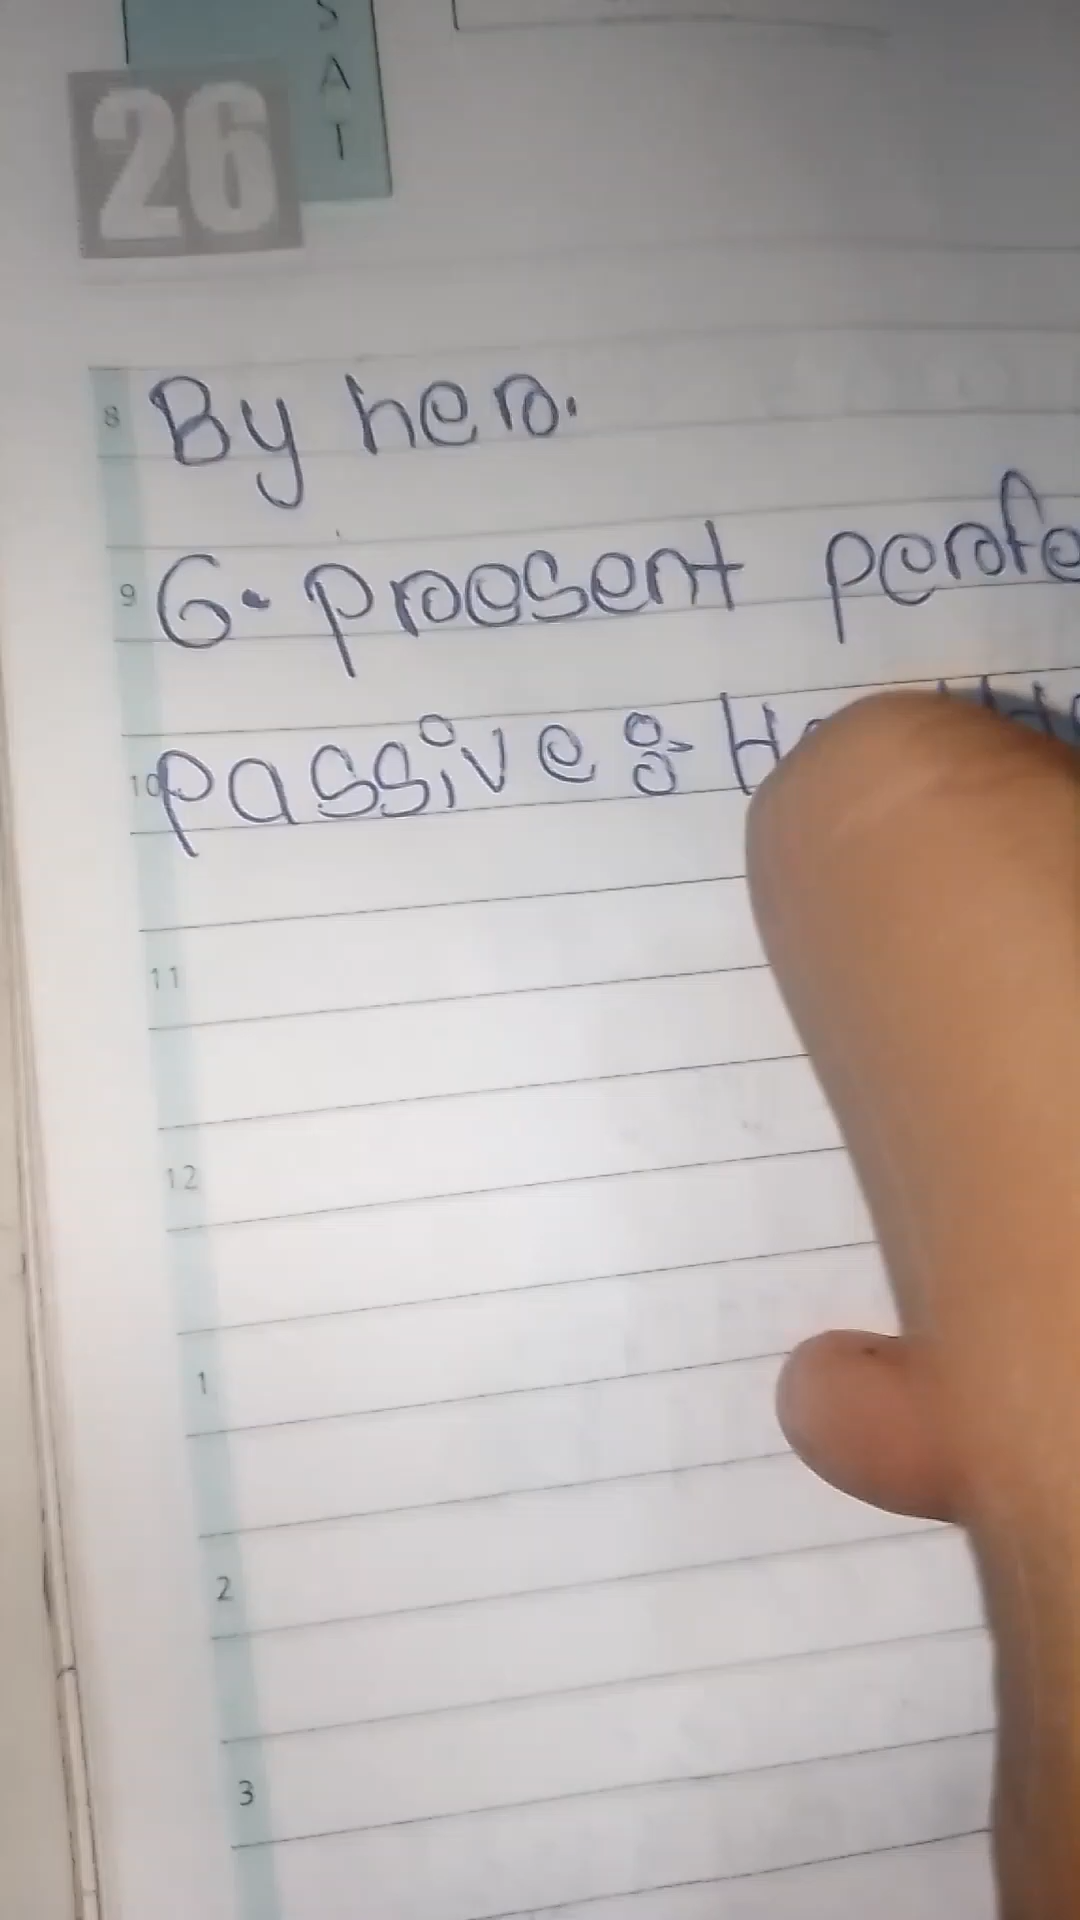 SAT
26
8 By her.
9 6. present perfe
10 passive :- H
11
12
1
2
3